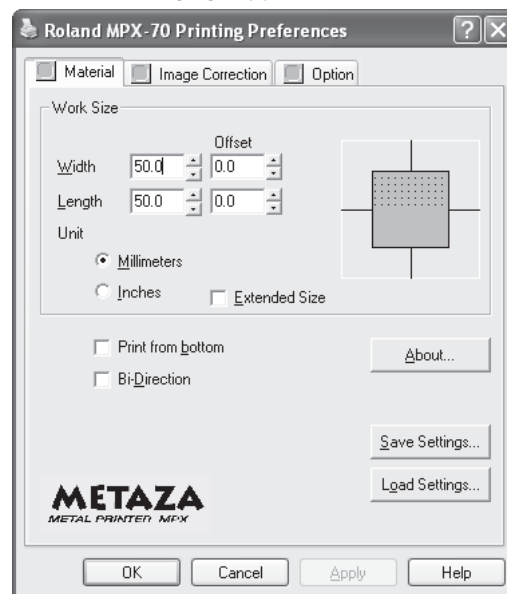 Roland MPX-70 Printing Preferences
Material Image Correction Option
Work Size
Offset
Width 50.0 0.0
Length 50.0 0.0
Unit
Millimeters
Inches Extended Size
Print from bottom About...
Bi-Direction
Save Settings...
Load Settings...
METAZA
METAL PRINTER MPX
OK Cancel Apply Help